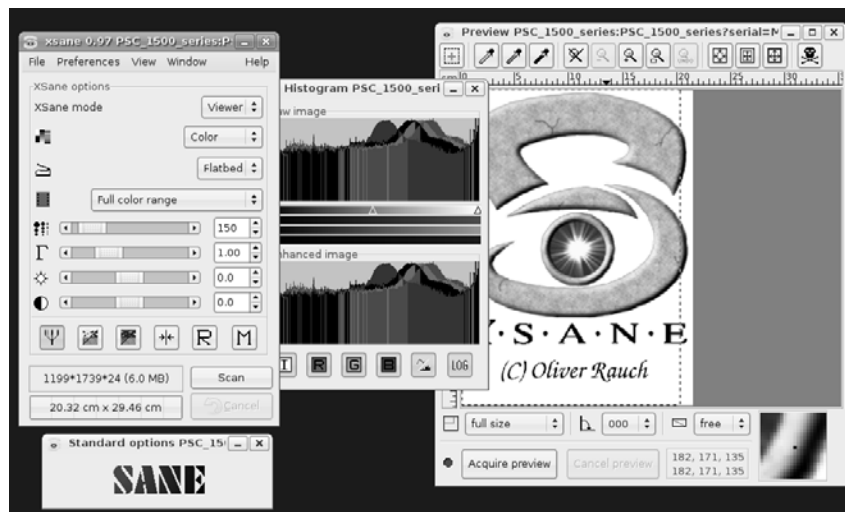 xsane 0.97 PSC_1500_series:P
File Preferences View Window Help
XSane options
XSane mode Viewer
Color
Flatbed
Full color range
150
Γ 1.00
0.0
0.0
R M
1199*1739*24 (6.0 MB) Scan
20.32 cm x 29.46 cm Cancel
Standard options PSC_15
SANE
Histogram PSC_1500_seri
aw image
nhanced image
I R G B LOG
Preview PSC_1500_series:PSC_1500_series?serial=M
cm 0 5 10 15 20 25 30
·S·A·N·E
(C) Oliver Rauch
full size 000 free
Acquire preview Cancel preview 182, 171, 135
182, 171, 135